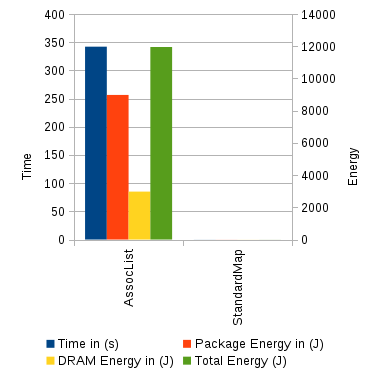 400
350
300
250
200
150
100
50
0
14000
12000
10000
8000
6000
4000
2000
0
Time
Energy
AssocList
StandardMap
Time in (s)
Package Energy in (J)
DRAM Energy in (J)
Total Energy (J)